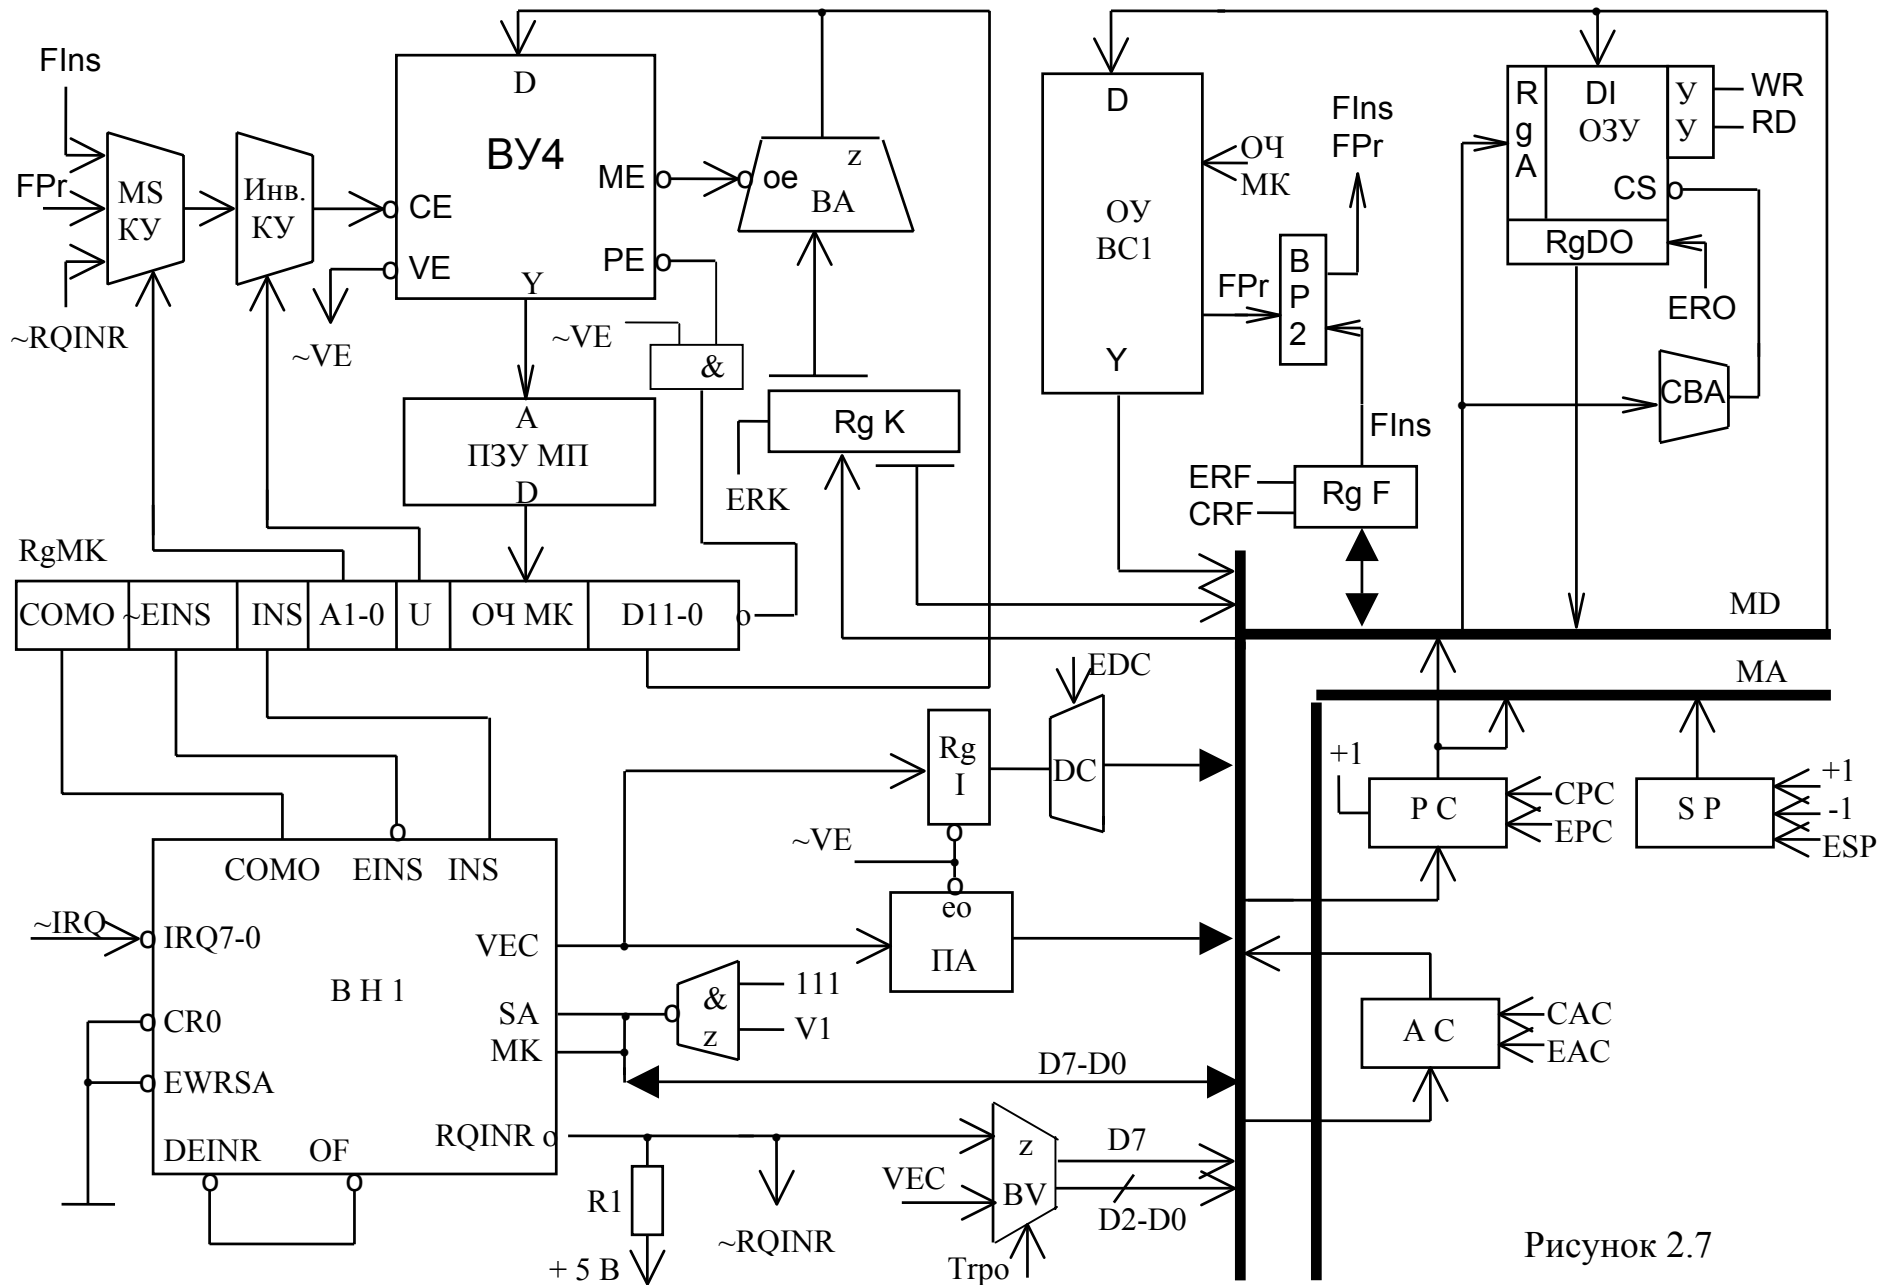 FIns
FPr
~RQINR
MS
КУ
Инв.
КУ
D
ВУ4
CE
VE
ME
PE
Y
~VE
~VE
&
oe
z
ВА
A
ПЗУ МП
D
Rg K
ERK
RgMK
COMO
~EINS
INS
A1-0
U
ОЧ МК
D11-0
o
D
ОУ
ВС1
Y
ОЧ
МК
FPr
В
Р
2
FIns
FPr
FIns
ERF
CRF
Rg F
R
g
A
DI
ОЗУ
У
У
WR
RD
CS
RgDO
ERO
CBA
MD
MA
COMO
EINS
INS
~IRQ
IRQ7-0
В Н 1
CR0
EWRSA
DEINR
OF
VEC
SA
MK
RQINR o
~VE
Rg
I
EDC
DC
eo
ПА
&
z
111
V1
D7-D0
R1
+ 5 В
~RQINR
VEC
z
BV
Trpo
D7
D2-D0
+1
P C
CPC
EPC
S P
+1
-1
ESP
A C
CAC
EAC
Рисунок 2.7